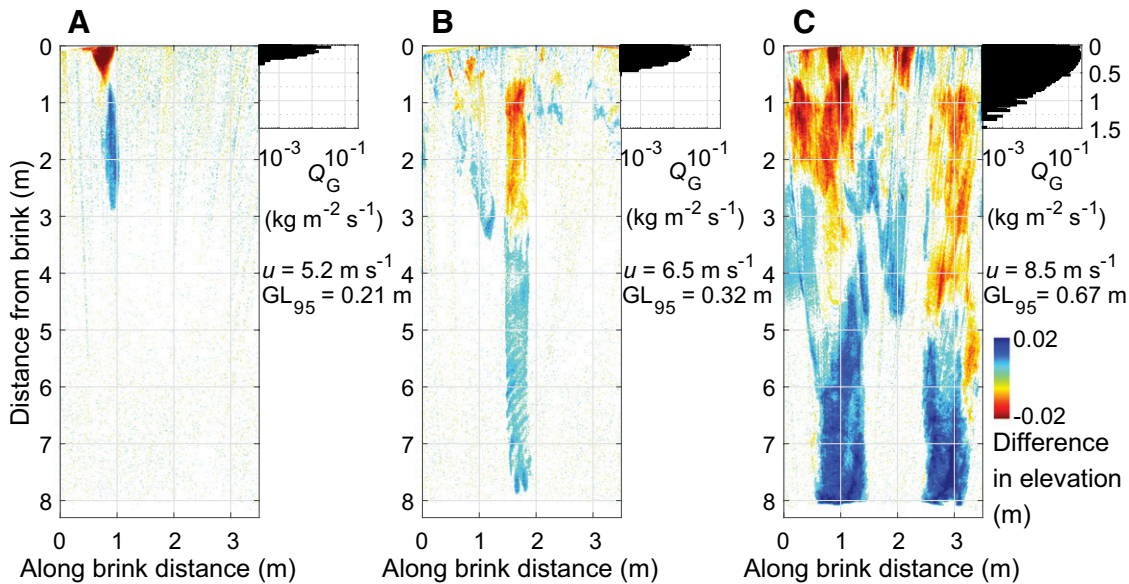 A
B
C
0
1
2
3
4
5
6
7
8
Distance from brink (m)
0
1
2
3
Along brink distance (m)
10⁻³ 10⁻¹
Q_G
(kg m⁻² s⁻¹)
u = 5.2 m s⁻¹
GL₉₅ = 0.21 m
0
1
2
3
4
5
6
7
8
0
1
2
3
Along brink distance (m)
10⁻³ 10⁻¹
Q_G
(kg m⁻² s⁻¹)
u = 6.5 m s⁻¹
GL₉₅ = 0.32 m
0
1
2
3
4
5
6
7
8
0
1
2
3
Along brink distance (m)
0
0.5
1
1.5
10⁻³ 10⁻¹
Q_G
(kg m⁻² s⁻¹)
u = 8.5 m s⁻¹
GL₉₅ = 0.67 m
0.02
-0.02
Difference
in elevation
(m)